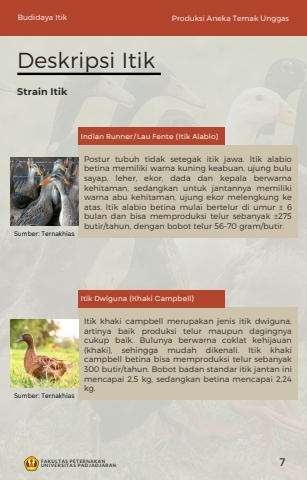 Budidaya Itik
Produksi Aneka Ternak Unggas
Deskripsi Itik
Strain Itik
Indian Runner/Lau Fente (Itik Alabio)
Postur tubuh tidak setegak itik jawa. Itik alabio
betina memiliki warna kuning keabuan, ujung bulu
sayap, leher, ekor, dada dan kepala berwarna
kehitaman, sedangkan untuk jantannya memiliki
warna abu kehitaman, ujung ekor melengkung ke
atas. Itik alabio betina mulai bertelur di umur ± 6
bulan dan bisa memproduksi telur sebanyak ±275
butir/tahun, dengan bobot telur 56-70 gram/butir.
Sumber: Ternakhias
Itik Dwiguna (Khaki Campbell)
Itik khaki campbell merupakan jenis itik dwiguna,
artinya baik produksi telur maupun dagingnya
cukup baik. Bulunya berwarna coklat kehijauan
(khaki), sehingga mudah dikenali. Itik khaki
campbell betina bisa memproduksi telur sebanyak
300 butir/tahun. Bobot badan standar itik jantan ini
mencapai 2,5 kg, sedangkan betina mencapai 2,24
kg.
Sumber: Ternakhias
FAKULTAS PETERNAKAN
UNIVERSITAS PADJADJARAN
7